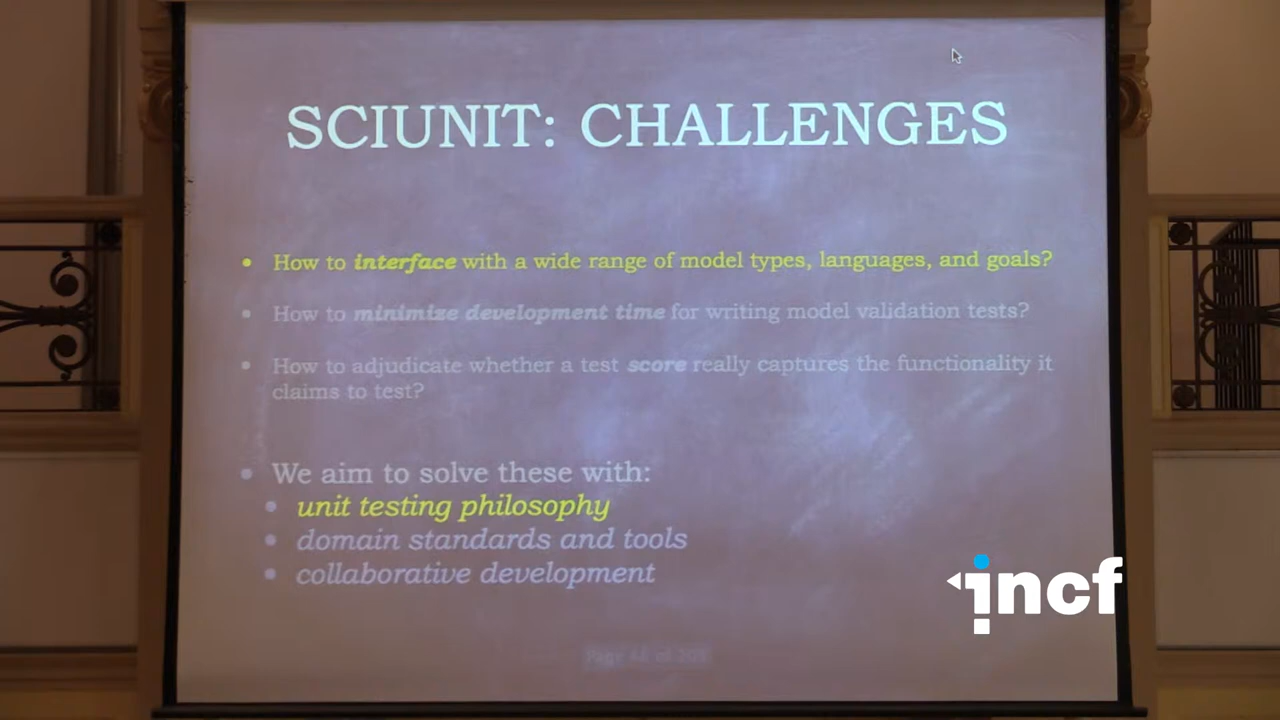 SCIUNIT: CHALLENGES
• How to interface with a wide range of model types, languages, and goals?
• How to minimize development time for writing model validation tests?
• How to adjudicate whether a test score really captures the functionality it
claims to test?
• We aim to solve these with:
• unit testing philosophy
• domain standards and tools
• collaborative development
incf
Page